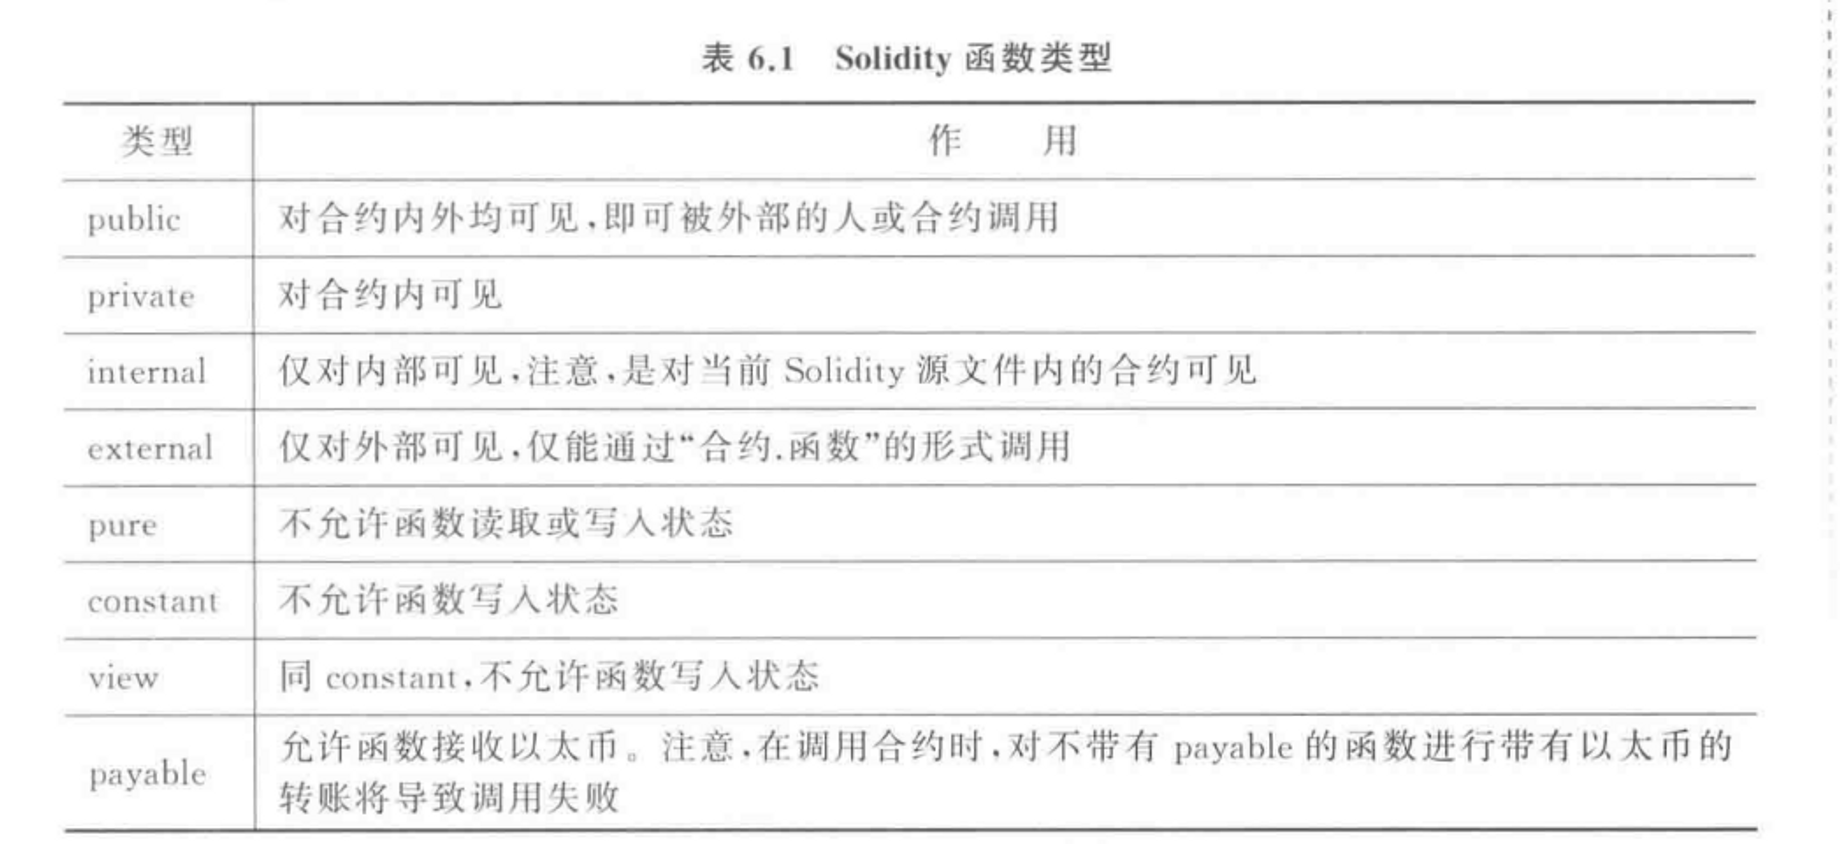 表 6.1 Solidity 函数类型
类型 作 用
public 对合约内外均可见,即可被外部的人或合约调用
private 对合约内可见
internal 仅对内部可见,注意,是对当前 Solidity 源文件内的合约可见
external 仅对外部可见,仅能通过“合约.函数”的形式调用
pure 不允许函数读取或写入状态
constant 不允许函数写入状态
view 同 constant,不允许函数写入状态
payable 允许函数接收以太币。注意,在调用合约时,对不带有 payable 的函数进行带有以太币的
转账将导致调用失败